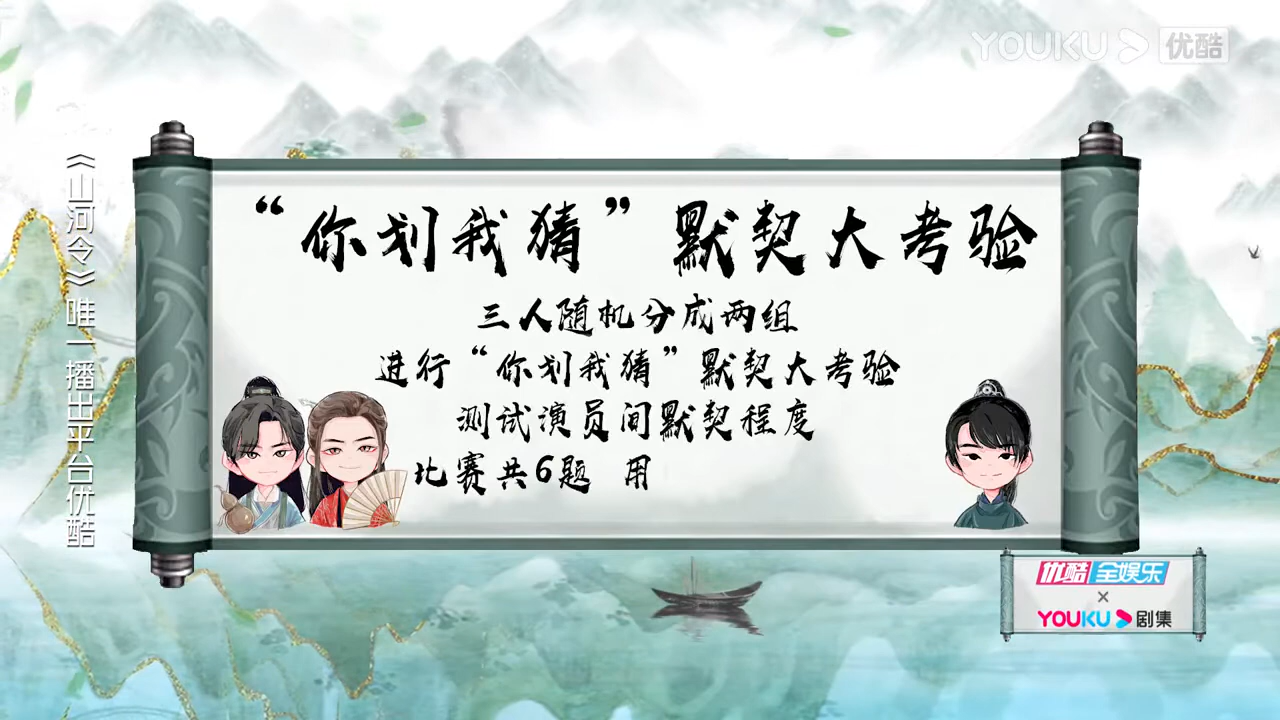 YOUKU 优酷
《山河令》唯一播出平台优酷
“你划我猜”默契大考验
三人随机分成两组
进行“你划我猜”默契大考验
测试演员间默契程度
比赛共6题 用
优酷 全娱乐
×
YOUKU 剧集